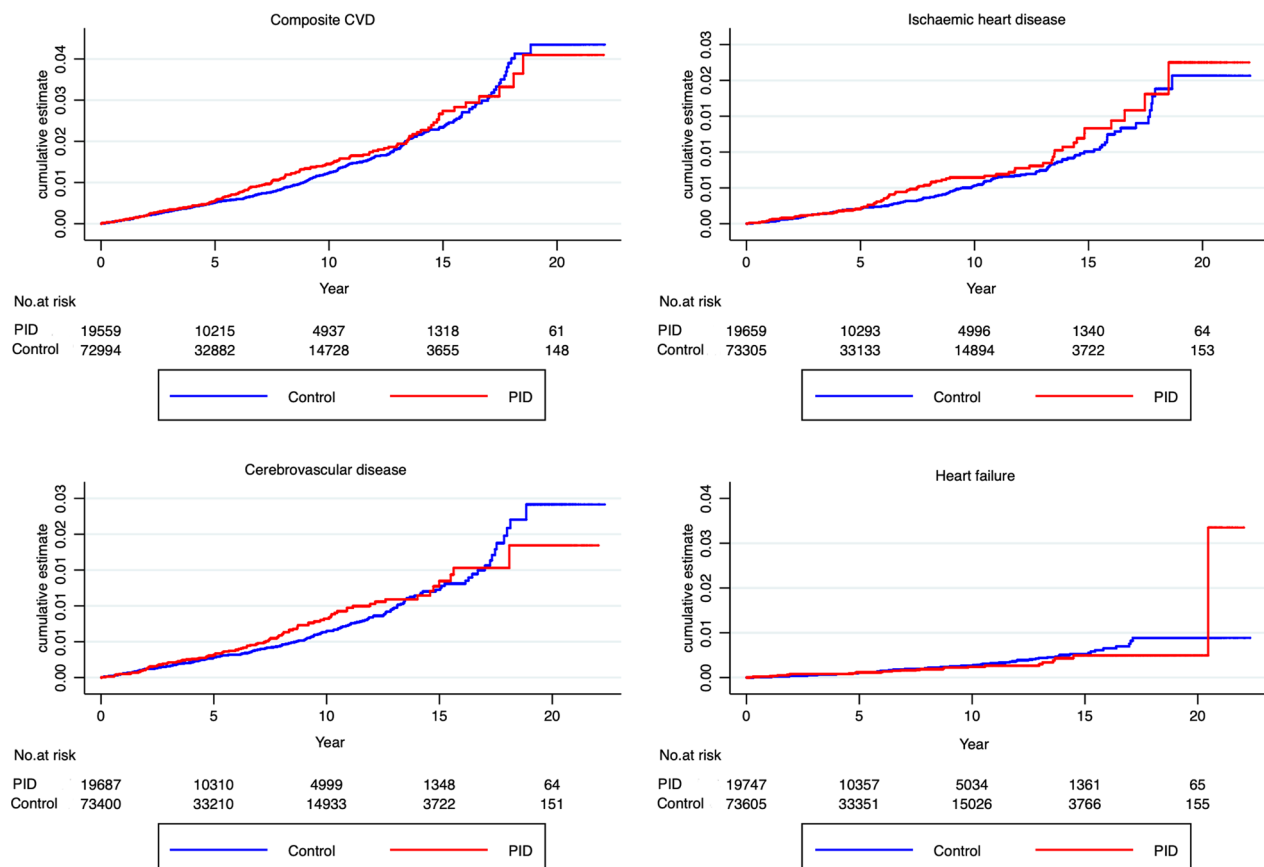 Composite CVD
cumulative estimate
0.04
0.03
0.02
0.01
0.00
0 5 10 15 20
Year
No.at risk
PID 19559 10215 4937 1318 61
Control 72994 32882 14728 3655 148
Control PID
Ischaemic heart disease
cumulative estimate
0.03
0.02
0.01
0.01
0.00
0 5 10 15 20
Year
No.at risk
PID 19659 10293 4996 1340 64
Control 73305 33133 14894 3722 153
Control PID
Cerebrovascular disease
cumulative estimate
0.03
0.02
0.01
0.01
0.01
0.00
0 5 10 15 20
Year
No.at risk
PID 19687 10310 4999 1348 64
Control 73400 33210 14933 3722 151
Control PID
Heart failure
cumulative estimate
0.04
0.03
0.02
0.01
0.00
0 5 10 15 20
Year
No.at risk
PID 19747 10357 5034 1361 65
Control 73605 33351 15026 3766 155
Control PID